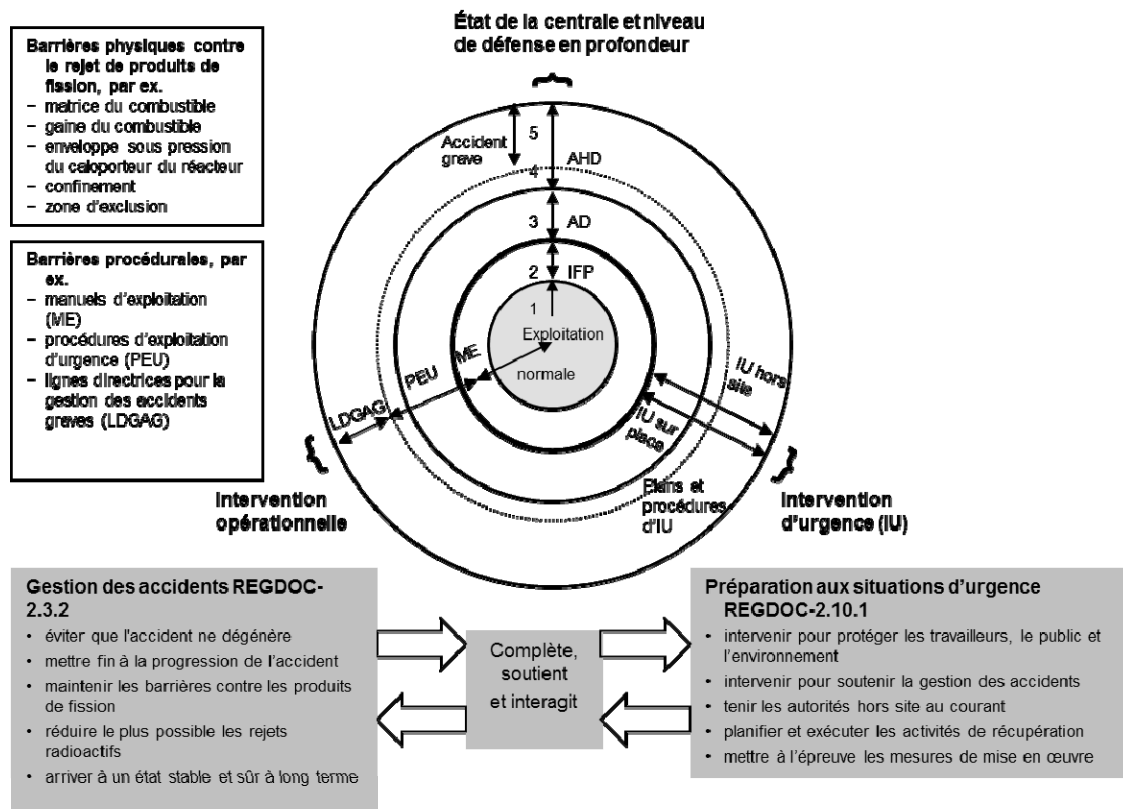 État de la centrale et niveau
de défense en profondeur
Barrières physiques contre
le rejet de produits de
fission, par ex.
– matrice du combustible
– gaine du combustible
– enveloppe sous pression
du caloporteur du réacteur
– confinement
– zone d'exclusion
Barrières procédurales, par
ex.
– manuels d'exploitation
(ME)
– procédures d'exploitation
d'urgence (PEU)
– lignes directrices pour la
gestion des accidents
graves (LDGAG)
Accident
grave
5
4
AHD
3
AD
2
IFP
1
Exploitation
normale
ME
PEU
LDGAG
IU hors
site
IU sur
place
Plans et
procédures
d'IU
Intervention
opérationnelle
Intervention
d'urgence (IU)
Gestion des accidents REGDOC-
2.3.2
• éviter que l'accident ne dégénère
• mettre fin à la progression de l'accident
• maintenir les barrières contre les produits
de fission
• réduire le plus possible les rejets
radioactifs
• arriver à un état stable et sûr à long terme
Complète,
soutient
et interagit
Préparation aux situations d'urgence
REGDOC-2.10.1
• intervenir pour protéger les travailleurs, le public et
l'environnement
• intervenir pour soutenir la gestion des accidents
• tenir les autorités hors site au courant
• planifier et exécuter les activités de récupération
• mettre à l'épreuve les mesures de mise en œuvre